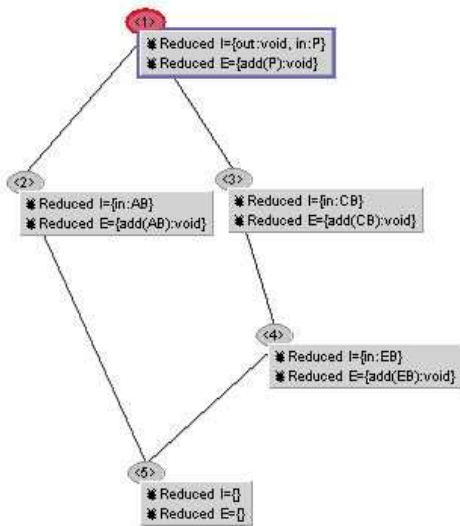 <1>
Reduced I={out:void, in:P}
Reduced E={add(P):void}
<2>
Reduced I={in:AB}
Reduced E={add(AB):void}
<3>
Reduced I={in:CB}
Reduced E={add(CB):void}
<4>
Reduced I={in:EB}
Reduced E={add(EB):void}
<5>
Reduced I={}
Reduced E={}